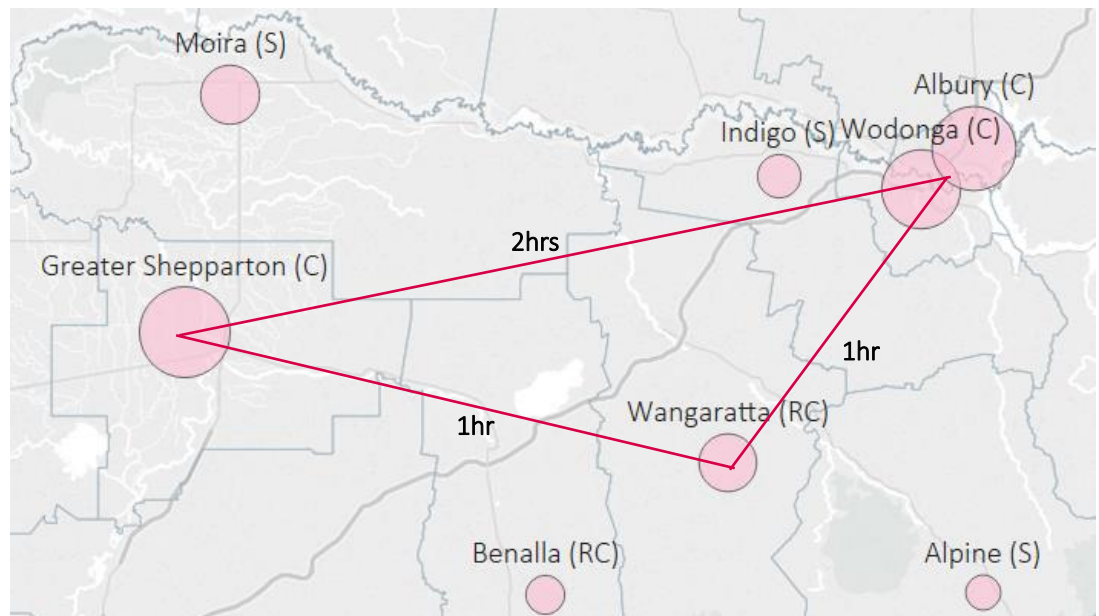 Moira (S)
Albury (C)
Indigo (S)
Wodonga (C)
2hrs
Greater Shepparton (C)
1hr
Wangaratta (RC)
1hr
Benalla (RC)
Alpine (S)